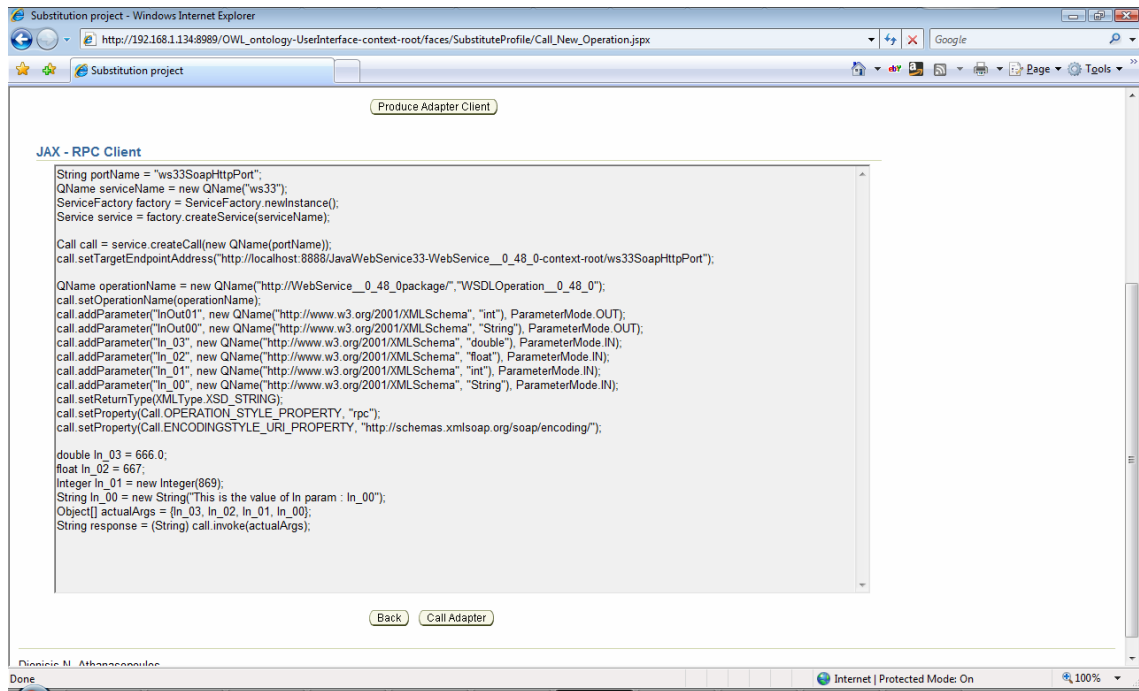 Substitution project - Windows Internet Explorer
http://192.168.1.134:8989/OWL_ontology-UserInterface-context-root/faces/SubstituteProfile/Call_New_Operation.jspx
Google
Substitution project
Page
Tools
Produce Adapter Client
JAX - RPC Client
String portName = "ws33SoapHttpPort";
QName serviceName = new QName("ws33");
ServiceFactory factory = ServiceFactory.newInstance();
Service service = factory.createService(serviceName);
Call call = service.createCall(new QName(portName));
call.setTargetEndpointAddress("http://localhost:8888/JavaWebService33-WebService__0_48_0-context-root/ws33SoapHttpPort");
QName operationName = new QName("http://WebService__0_48_0package/","WSDLOperation__0_48_0");
call.setOperationName(operationName);
call.addParameter("InOut01", new QName("http://www.w3.org/2001/XMLSchema", "int"), ParameterMode.OUT);
call.addParameter("InOut00", new QName("http://www.w3.org/2001/XMLSchema", "String"), ParameterMode.OUT);
call.addParameter("In_03", new QName("http://www.w3.org/2001/XMLSchema", "double"), ParameterMode.IN);
call.addParameter("In_02", new QName("http://www.w3.org/2001/XMLSchema", "float"), ParameterMode.IN);
call.addParameter("In_01", new QName("http://www.w3.org/2001/XMLSchema", "int"), ParameterMode.IN);
call.addParameter("In_00", new QName("http://www.w3.org/2001/XMLSchema", "String"), ParameterMode.IN);
call.setReturnType(XMLType.XSD_STRING);
call.setProperty(Call.OPERATION_STYLE_PROPERTY, "rpc");
call.setProperty(Call.ENCODINGSTYLE_URI_PROPERTY, "http://schemas.xmlsoap.org/soap/encoding/");
double In_03 = 666.0;
float In_02 = 667;
Integer In_01 = new Integer(869);
String In_00 = new String("This is the value of In param : In_00");
Object[] actualArgs = {In_03, In_02, In_01, In_00};
String response = (String) call.invoke(actualArgs);
Back
Call Adapter
Dionisis N. Athanasopoulos
Done
Internet | Protected Mode: On
100%